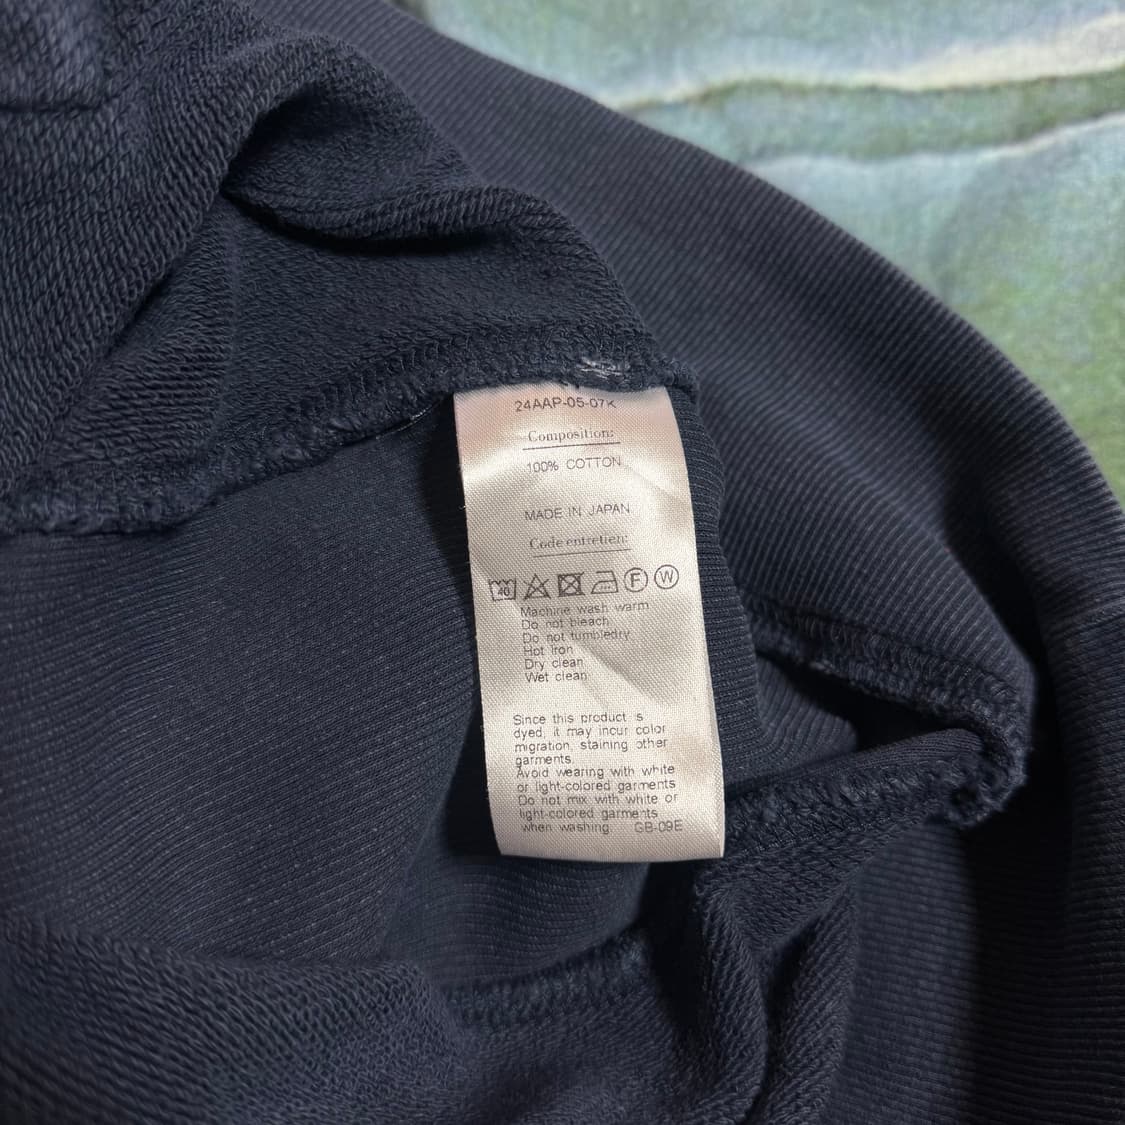 24AAP-05-07K
Composition:
100% COTTON
MADE IN JAPAN
Code entretien:
40 F W
Machine wash warm
Do not bleach
Do not tumbledry
Hot Iron
Dry clean
Wet clean
Since this product is
dyed, it may incur color
migration, staining other
garments.
Avoid wearing with white
or light-colored garments
Do not mix with white or
light-colored garments
when washing. GB-09E